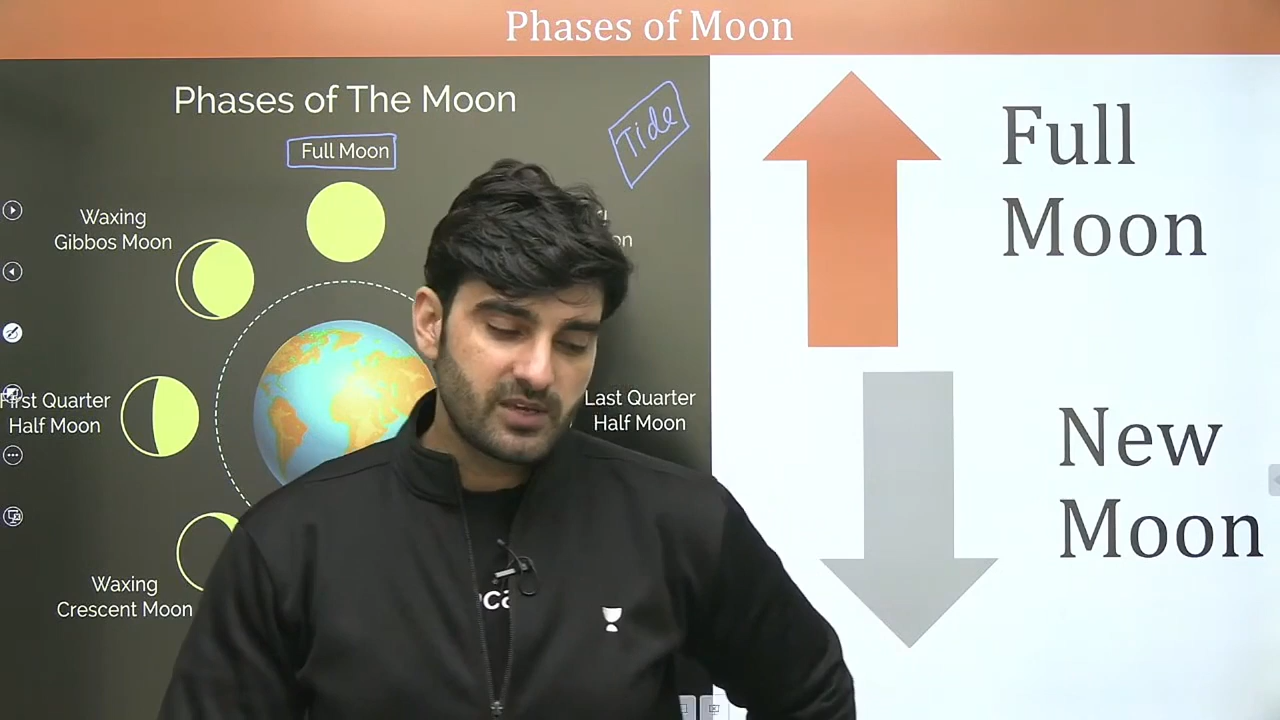 Phases of Moon
Phases of The Moon
Tide
Full Moon
Waxing
Gibbos Moon
First Quarter
Half Moon
Last Quarter
Half Moon
Waxing
Crescent Moon
Full
Moon
New
Moon